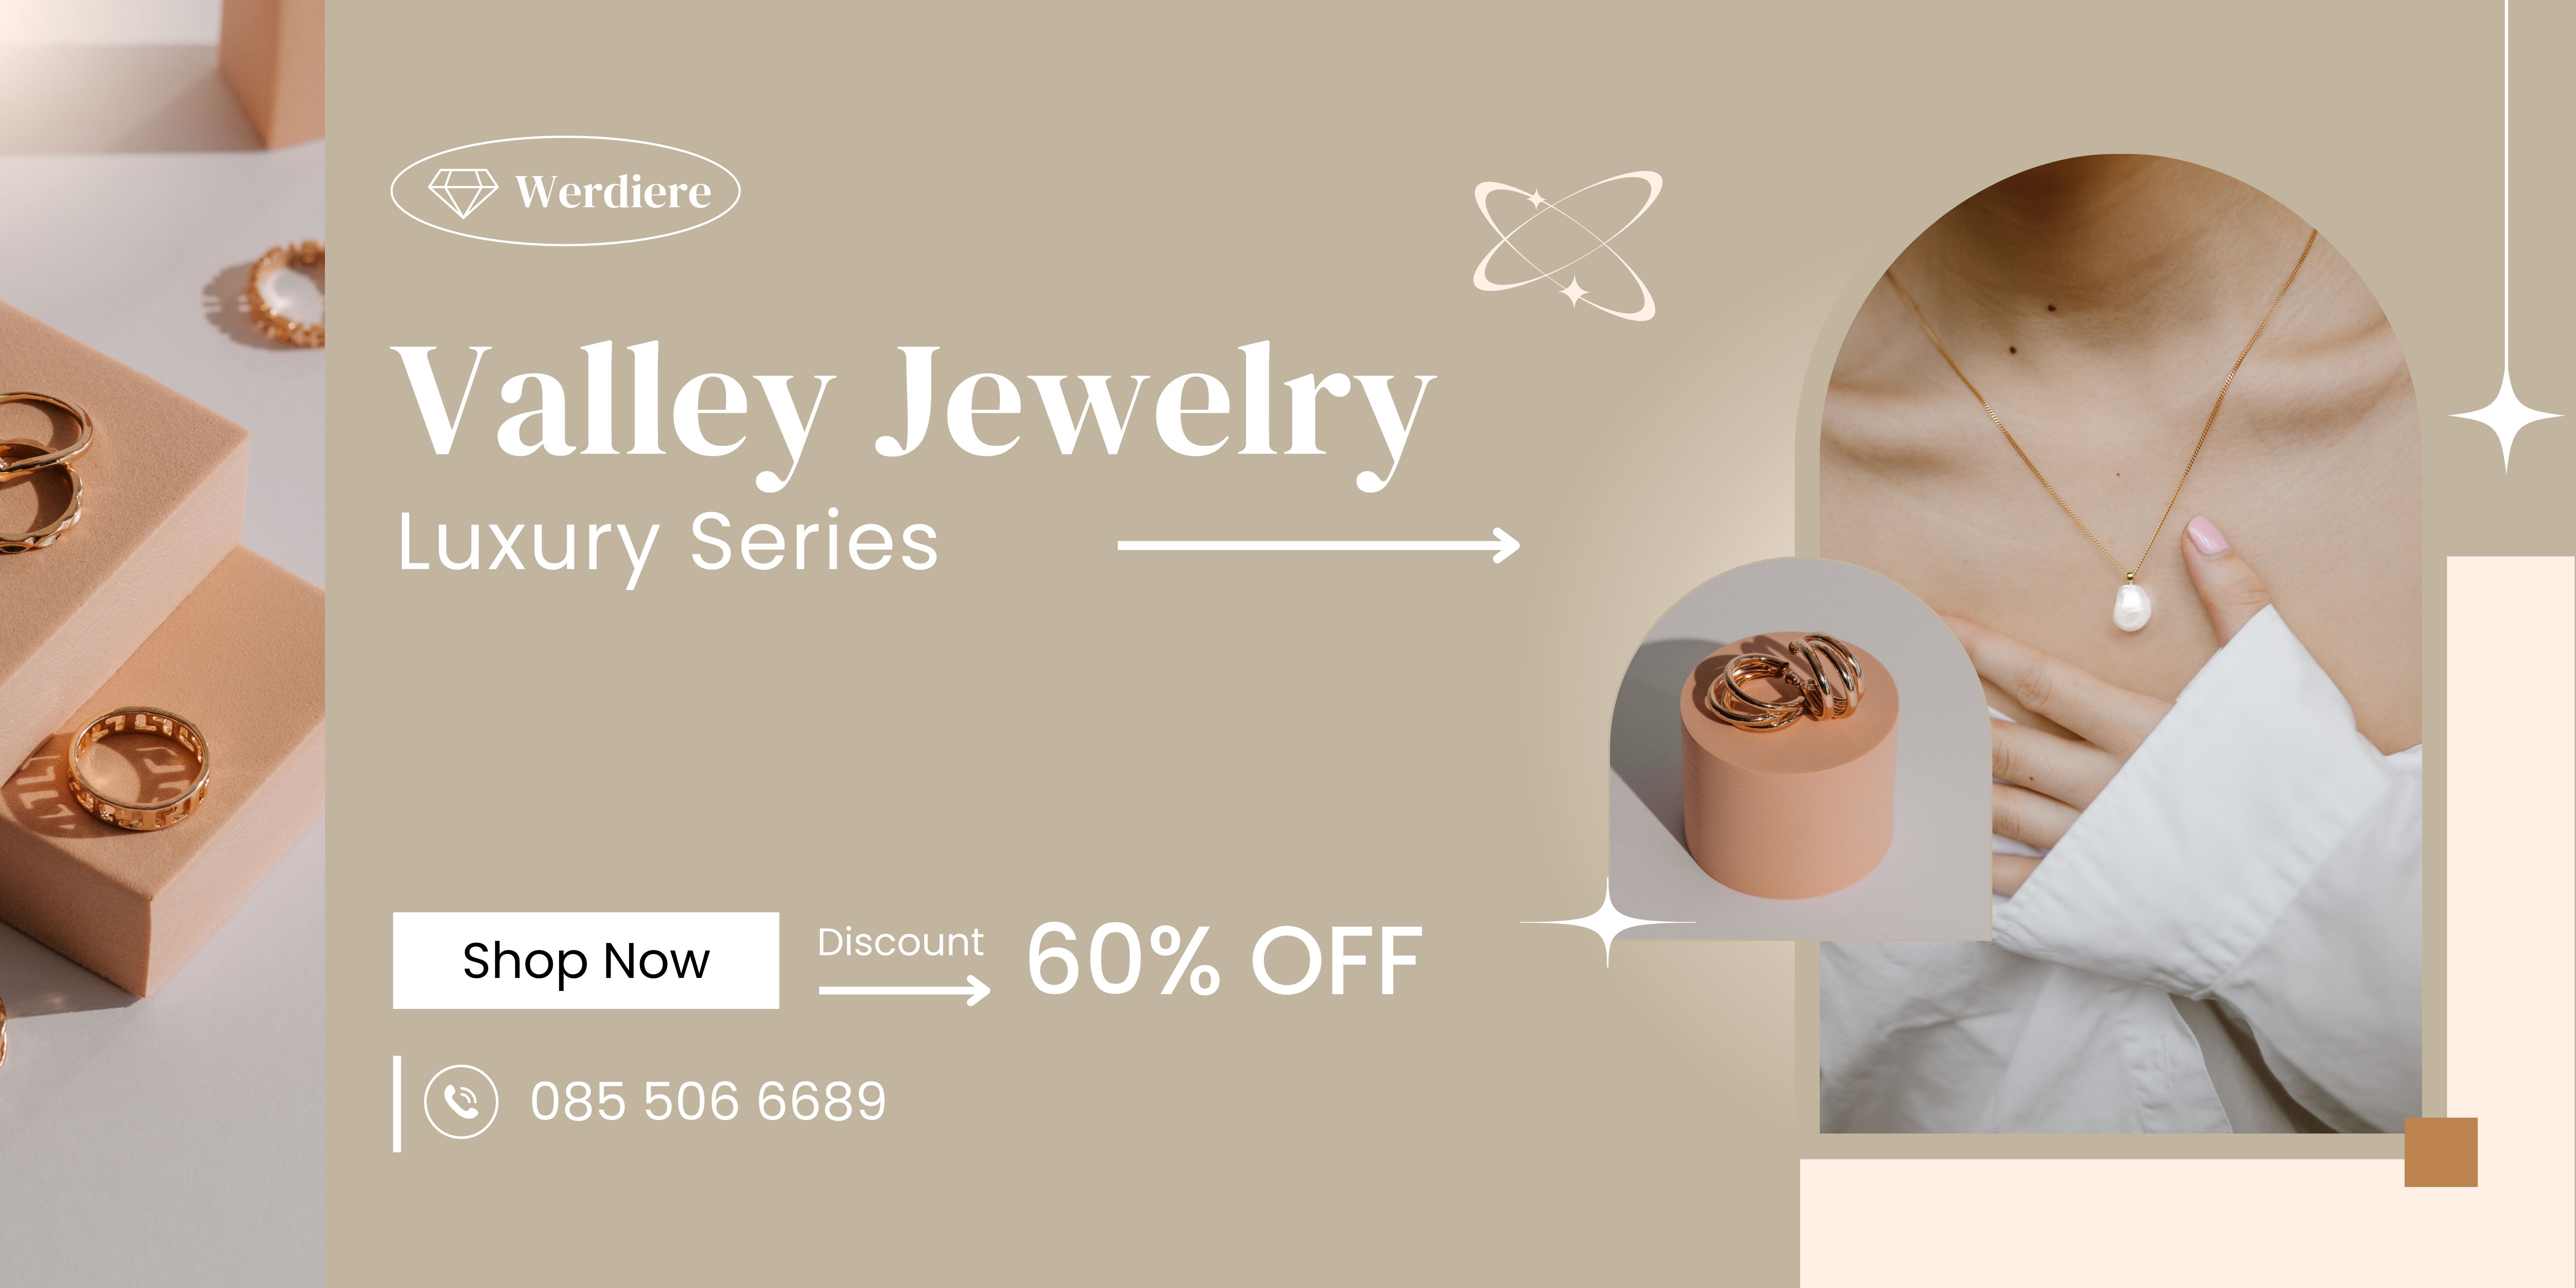 Werdiere
Valley Jewelry
Luxury Series
Shop Now
Discount
60% OFF
085 506 6689